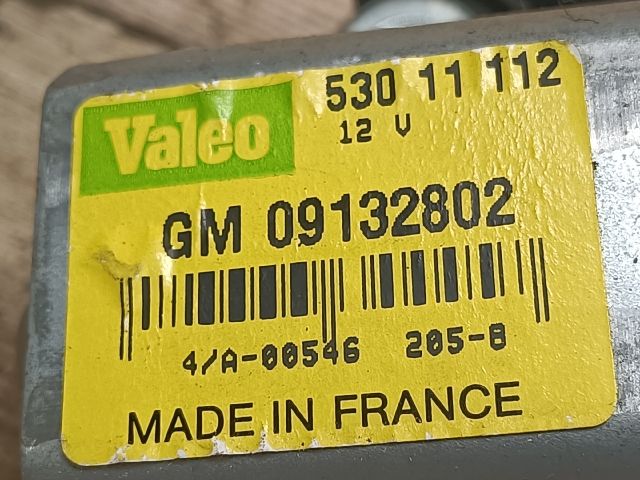 Valeo
530 11 112
12 V
GM 09132802
4/A-00546 205-8
MADE IN FRANCE